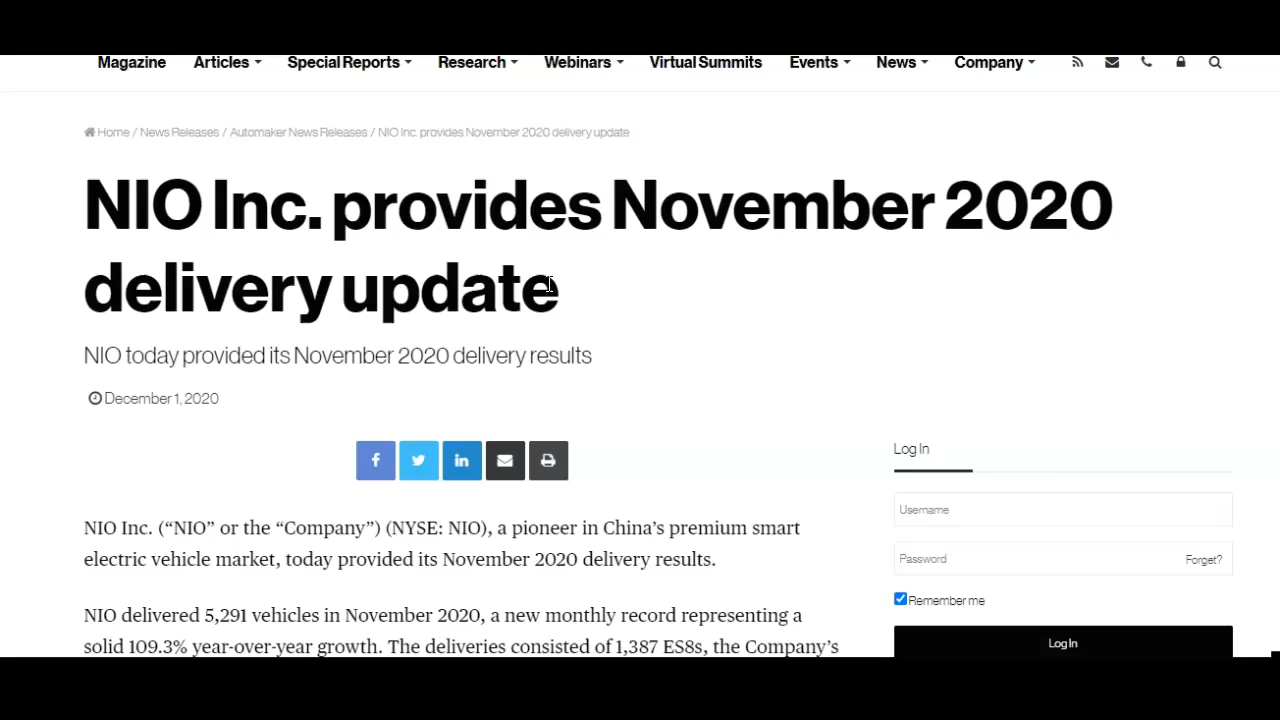 Magazine Articles Special Reports Research Webinars Virtual Summits Events News Company
Home / News Releases / Automaker News Releases / NIO Inc. provides November 2020 delivery update
NIO Inc. provides November 2020
delivery update
NIO today provided its November 2020 delivery results
December 1, 2020
Log In
Username
Password Forget?
Remember me
Log In
NIO Inc. (“NIO” or the “Company”) (NYSE: NIO), a pioneer in China’s premium smart
electric vehicle market, today provided its November 2020 delivery results.
NIO delivered 5,291 vehicles in November 2020, a new monthly record representing a
solid 109.3% year-over-year growth. The deliveries consisted of 1,387 ES8s, the Company’s